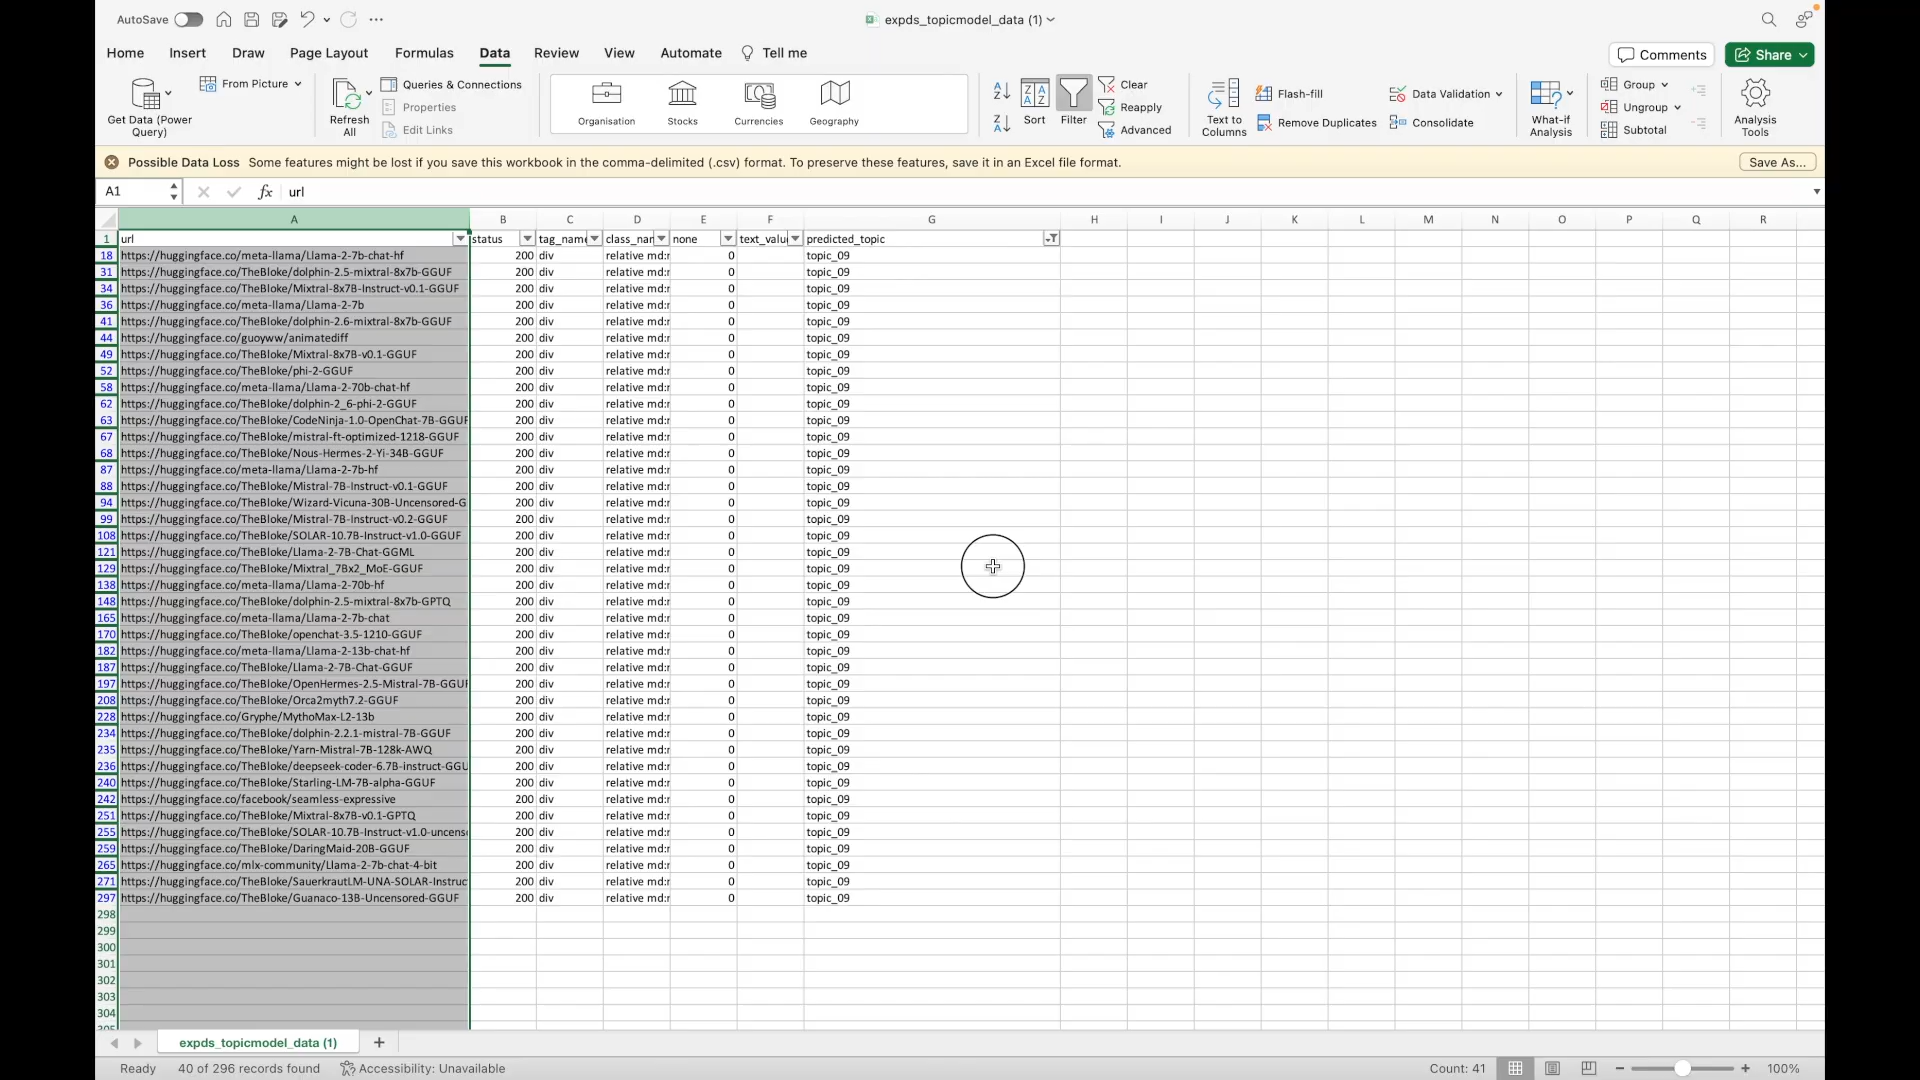 AutoSave
expds_topicmodel_data (1)
Home Insert Draw Page Layout Formulas Data Review View Automate Tell me
Comments Share
Get Data (Power Query)
From Picture
Refresh All
Queries & Connections
Properties
Edit Links
Organisation Stocks Currencies Geography
Sort Filter
Clear
Reapply
Advanced
Text to Columns
Flash-fill
Remove Duplicates
Data Validation
Consolidate
What-if Analysis
Group
Ungroup
Subtotal
Analysis Tools
Possible Data Loss Some features might be lost if you save this workbook in the comma-delimited (.csv) format. To preserve these features, save it in an Excel file format. Save As...
A1 fx url
A B C D E F G H I J K L M N O P Q R
1 url status tag_name class_nar none text_valu predicted_topic
18 https://huggingface.co/meta-llama/Llama-2-7b-chat-hf 200 div relative md:r 0 topic_09
31 https://huggingface.co/TheBloke/dolphin-2.5-mixtral-8x7b-GGUF 200 div relative md:r 0 topic_09
34 https://huggingface.co/TheBloke/Mixtral-8x7B-Instruct-v0.1-GGUF 200 div relative md:r 0 topic_09
36 https://huggingface.co/meta-llama/Llama-2-7b 200 div relative md:r 0 topic_09
41 https://huggingface.co/TheBloke/dolphin-2.6-mixtral-8x7b-GGUF 200 div relative md:r 0 topic_09
44 https://huggingface.co/guoyww/animatediff 200 div relative md:r 0 topic_09
49 https://huggingface.co/TheBloke/Mixtral-8x7B-v0.1-GGUF 200 div relative md:r 0 topic_09
52 https://huggingface.co/TheBloke/phi-2-GGUF 200 div relative md:r 0 topic_09
58 https://huggingface.co/meta-llama/Llama-2-70b-chat-hf 200 div relative md:r 0 topic_09
62 https://huggingface.co/TheBloke/dolphin-2_6-phi-2-GGUF 200 div relative md:r 0 topic_09
63 https://huggingface.co/TheBloke/CodeNinja-1.0-OpenChat-7B-GGUF 200 div relative md:r 0 topic_09
67 https://huggingface.co/TheBloke/mistral-ft-optimized-1218-GGUF 200 div relative md:r 0 topic_09
68 https://huggingface.co/TheBloke/Nous-Hermes-2-Yi-34B-GGUF 200 div relative md:r 0 topic_09
87 https://huggingface.co/meta-llama/Llama-2-7b-hf 200 div relative md:r 0 topic_09
88 https://huggingface.co/TheBloke/Mistral-7B-Instruct-v0.1-GGUF 200 div relative md:r 0 topic_09
94 https://huggingface.co/TheBloke/Wizard-Vicuna-30B-Uncensored-G 200 div relative md:r 0 topic_09
99 https://huggingface.co/TheBloke/Mistral-7B-Instruct-v0.2-GGUF 200 div relative md:r 0 topic_09
108 https://huggingface.co/TheBloke/SOLAR-10.7B-Instruct-v1.0-GGUF 200 div relative md:r 0 topic_09
121 https://huggingface.co/TheBloke/Llama-2-7B-Chat-GGML 200 div relative md:r 0 topic_09
129 https://huggingface.co/TheBloke/Mixtral_7Bx2_MoE-GGUF 200 div relative md:r 0 topic_09
138 https://huggingface.co/meta-llama/Llama-2-70b-hf 200 div relative md:r 0 topic_09
148 https://huggingface.co/TheBloke/dolphin-2.5-mixtral-8x7b-GPTQ 200 div relative md:r 0 topic_09
165 https://huggingface.co/meta-llama/Llama-2-7b-chat 200 div relative md:r 0 topic_09
170 https://huggingface.co/TheBloke/openchat-3.5-1210-GGUF 200 div relative md:r 0 topic_09
182 https://huggingface.co/meta-llama/Llama-2-13b-chat-hf 200 div relative md:r 0 topic_09
187 https://huggingface.co/TheBloke/Llama-2-7B-Chat-GGUF 200 div relative md:r 0 topic_09
197 https://huggingface.co/TheBloke/OpenHermes-2.5-Mistral-7B-GGUF 200 div relative md:r 0 topic_09
208 https://huggingface.co/TheBloke/Orca2myth7.2-GGUF 200 div relative md:r 0 topic_09
228 https://huggingface.co/Gryphe/MythoMax-L2-13b 200 div relative md:r 0 topic_09
234 https://huggingface.co/TheBloke/dolphin-2.2.1-mistral-7B-GGUF 200 div relative md:r 0 topic_09
235 https://huggingface.co/TheBloke/Yarn-Mistral-7B-128k-AWQ 200 div relative md:r 0 topic_09
236 https://huggingface.co/TheBloke/deepseek-coder-6.7B-instruct-GGU 200 div relative md:r 0 topic_09
240 https://huggingface.co/TheBloke/Starling-LM-7B-alpha-GGUF 200 div relative md:r 0 topic_09
242 https://huggingface.co/facebook/seamless-expressive 200 div relative md:r 0 topic_09
251 https://huggingface.co/TheBloke/Mixtral-8x7B-v0.1-GPTQ 200 div relative md:r 0 topic_09
255 https://huggingface.co/TheBloke/SOLAR-10.7B-Instruct-v1.0-uncens 200 div relative md:r 0 topic_09
259 https://huggingface.co/TheBloke/DaringMaid-20B-GGUF 200 div relative md:r 0 topic_09
265 https://huggingface.co/mlx-community/Llama-2-7b-chat-4-bit 200 div relative md:r 0 topic_09
271 https://huggingface.co/TheBloke/SauerkrautLM-UNA-SOLAR-Instruc 200 div relative md:r 0 topic_09
297 https://huggingface.co/TheBloke/Guanaco-13B-Uncensored-GGUF 200 div relative md:r 0 topic_09
298
299
300
301
302
303
304
expds_topicmodel_data (1)
Ready 40 of 296 records found Accessibility: Unavailable Count: 41 100%